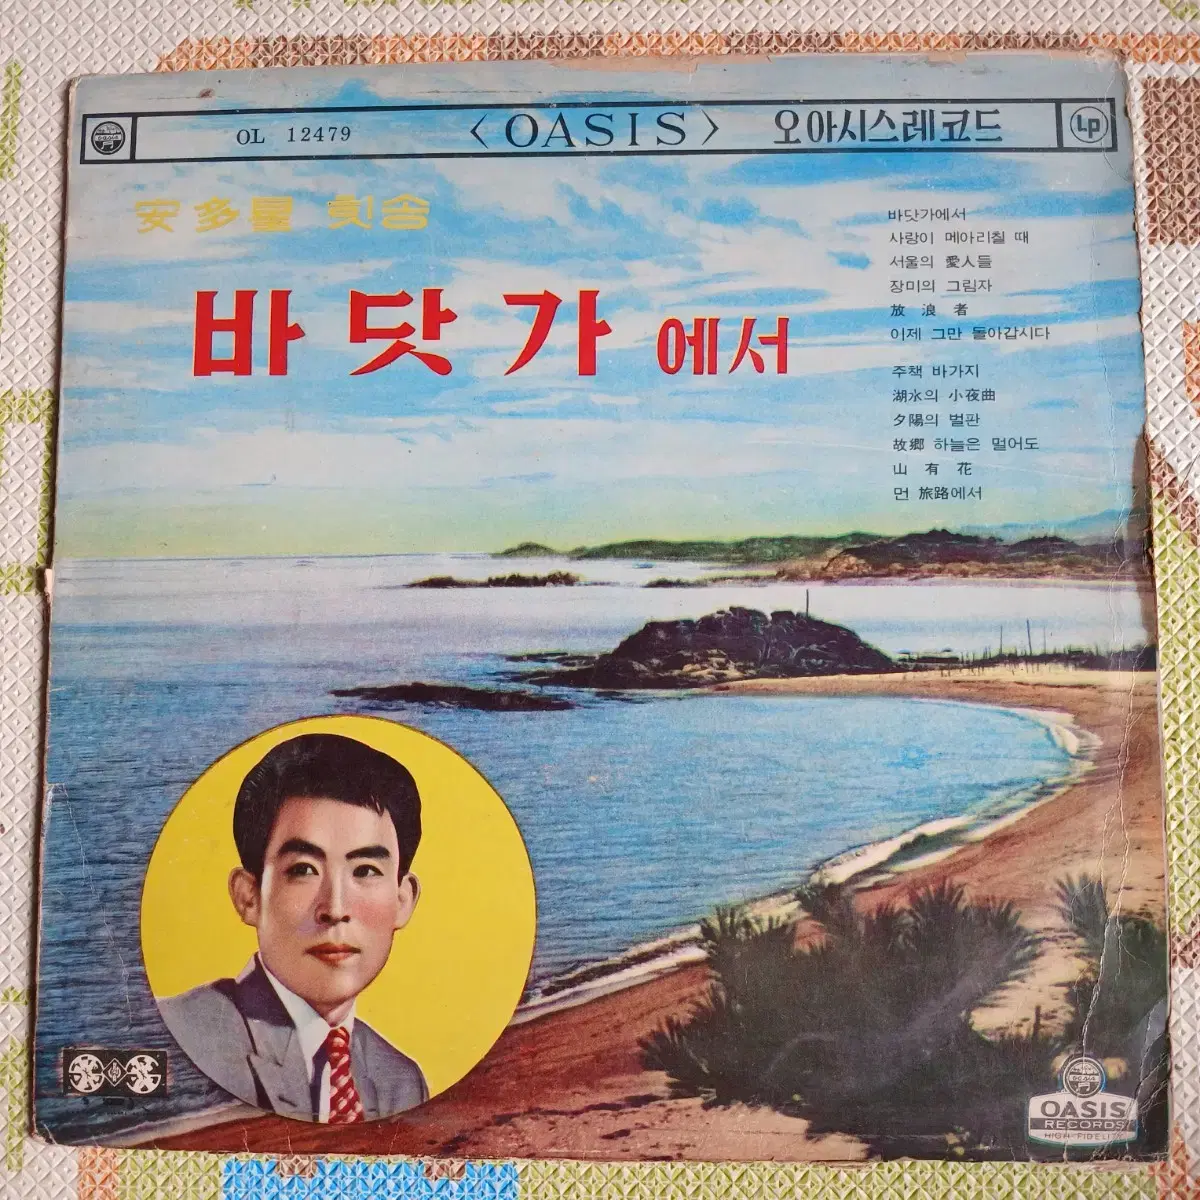 OL 12479 〈OASIS〉 오아시스레코드 LP
安多星 힛송
바닷가에서
바닷가에서
사랑이 메아리칠 때
서울의 愛人들
장미의 그림자
放浪者
이제 그만 돌아갑시다
주책 바가지
湖水의 小夜曲
夕陽의 벌판
故鄕 하늘은 멀어도
山有花
먼 旅路에서
OASIS
RECORDS
HIGH-FIDELITY